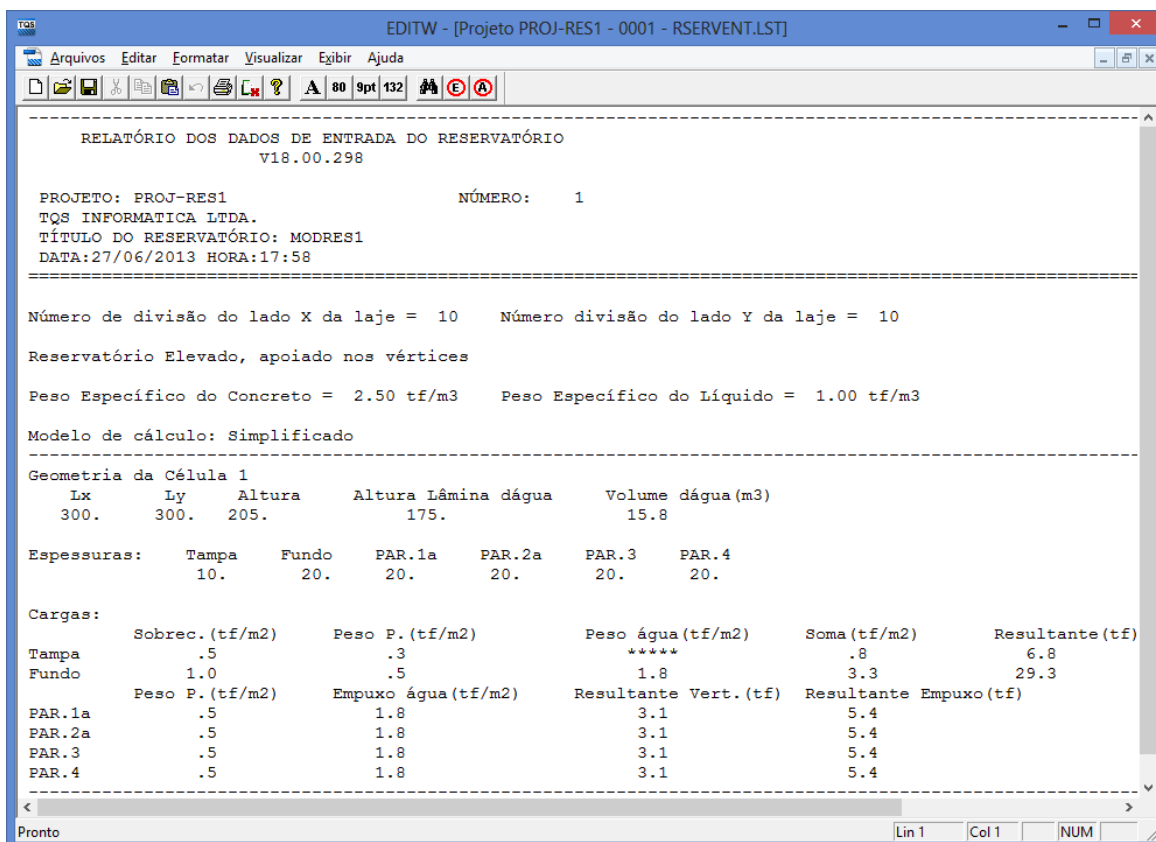 TQS
EDITW - [Projeto PROJ-RES1 - 0001 - RSERVENT.LST]
Arquivos Editar Formatar Visualizar Exibir Ajuda
A 80 9pt 132 E A
RELATÓRIO DOS DADOS DE ENTRADA DO RESERVATÓRIO
V18.00.298
PROJETO: PROJ-RES1 NÚMERO: 1
TQS INFORMATICA LTDA.
TÍTULO DO RESERVATÓRIO: MODRES1
DATA:27/06/2013 HORA:17:58
Número de divisão do lado X da laje = 10 Número divisão do lado Y da laje = 10
Reservatório Elevado, apoiado nos vértices
Peso Específico do Concreto = 2.50 tf/m3 Peso Específico do Líquido = 1.00 tf/m3
Modelo de cálculo: Simplificado
Geometria da Célula 1
Lx Ly Altura Altura Lâmina dágua Volume dágua(m3)
300. 300. 205. 175. 15.8
Espessuras: Tampa Fundo PAR.1a PAR.2a PAR.3 PAR.4
10. 20. 20. 20. 20. 20.
Cargas:
Sobrec.(tf/m2) Peso P.(tf/m2) Peso água(tf/m2) Soma(tf/m2) Resultante(tf)
Tampa .5 .3 ***** .8 6.8
Fundo 1.0 .5 1.8 3.3 29.3
Peso P.(tf/m2) Empuxo água(tf/m2) Resultante Vert.(tf) Resultante Empuxo(tf)
PAR.1a .5 1.8 3.1 5.4
PAR.2a .5 1.8 3.1 5.4
PAR.3 .5 1.8 3.1 5.4
PAR.4 .5 1.8 3.1 5.4
Pronto Lin 1 Col 1 NUM